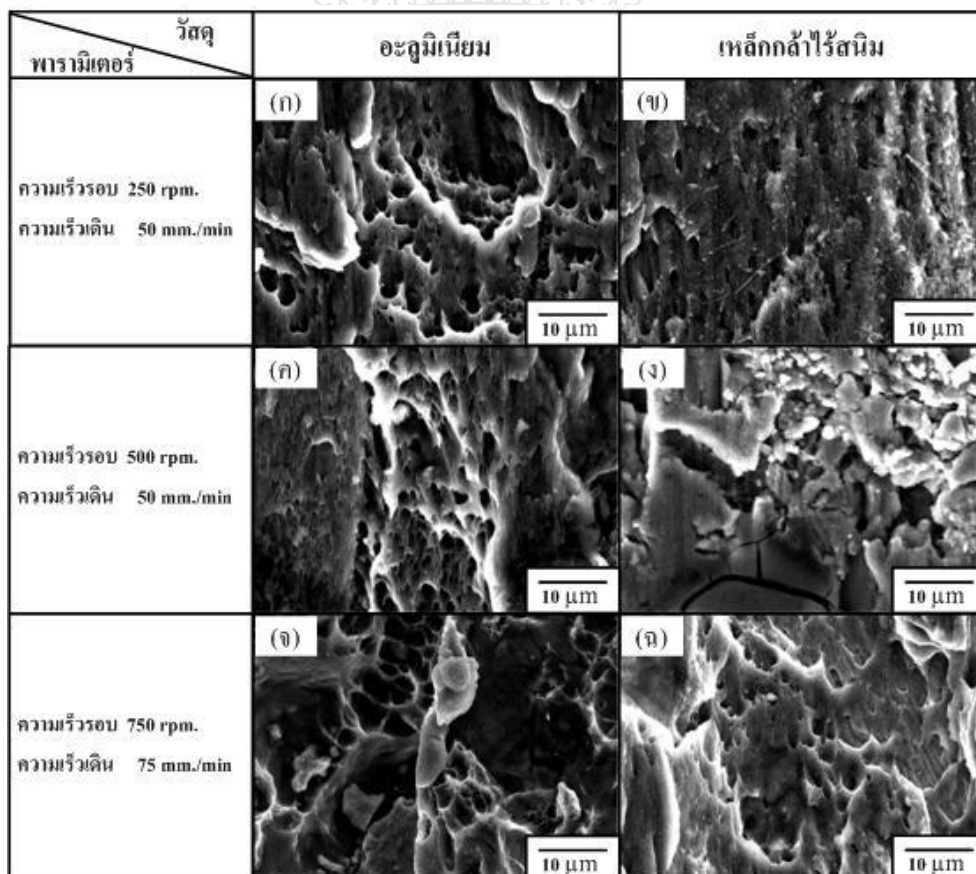 วัสดุ
พารามิเตอร์
อะลูมิเนียม
เหล็กกล้าไร้สนิม
ความเร็วรอบ 250 rpm.
ความเร็วเดิน 50 mm./min
(ก)
10 μm
(ข)
10 μm
ความเร็วรอบ 500 rpm.
ความเร็วเดิน 50 mm./min
(ค)
10 μm
(ง)
10 μm
ความเร็วรอบ 750 rpm.
ความเร็วเดิน 75 mm./min
(จ)
10 μm
(ฉ)
10 μm